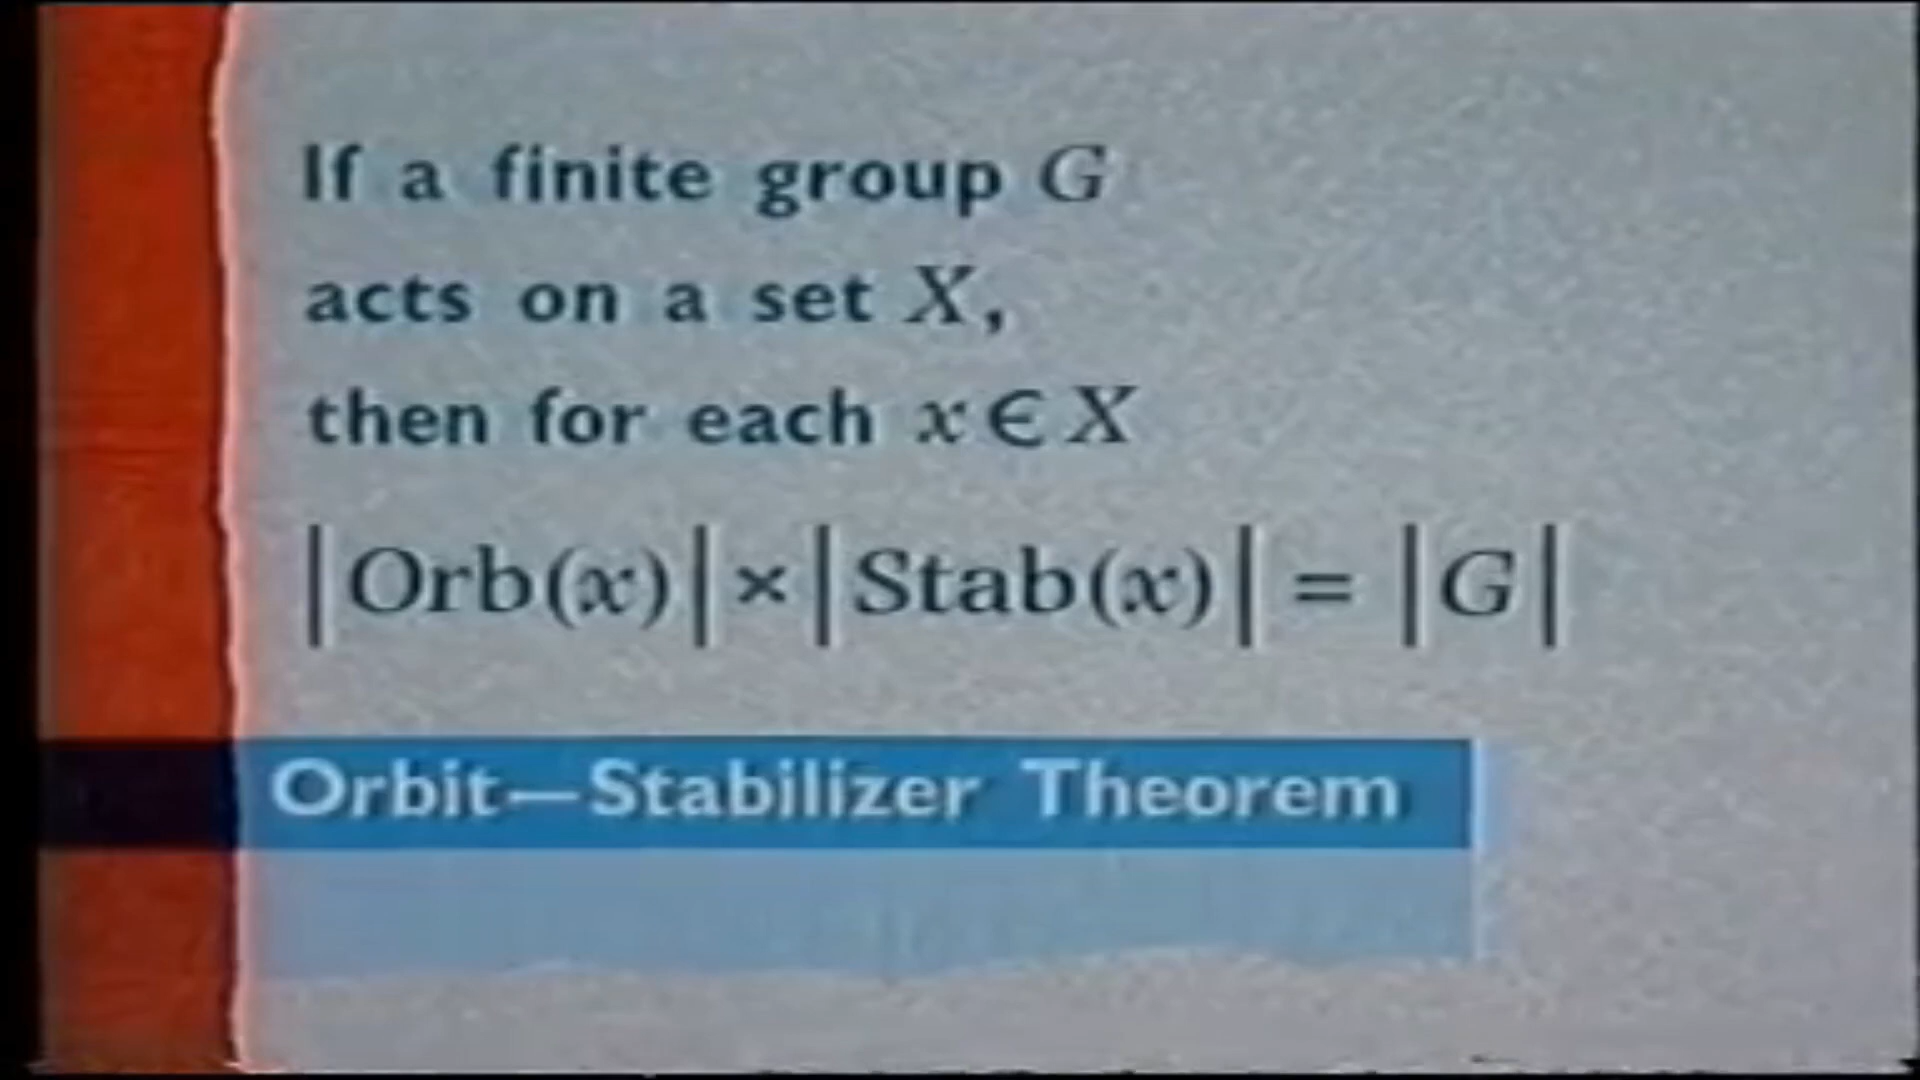 If a finite group G
acts on a set X,
then for each x ∈ X
|Orb(x)| × |Stab(x)| = |G|
Orbit—Stabilizer Theorem